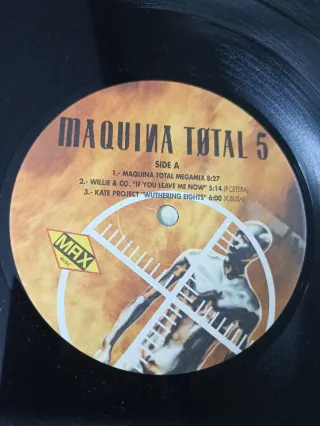 MAQUINA TØTAL 5
SIDE A
1.- MAQUINA TOTAL MEGAMIX 8:27
2.- WILLIE & CO. "IF YOU LEAVE ME NOW" 5:14 (P.CETERA)
3.- KATE PROJECT "WUTHERING EIGHTS" 6:00 (K.BUSH)
MAX
MUSIC